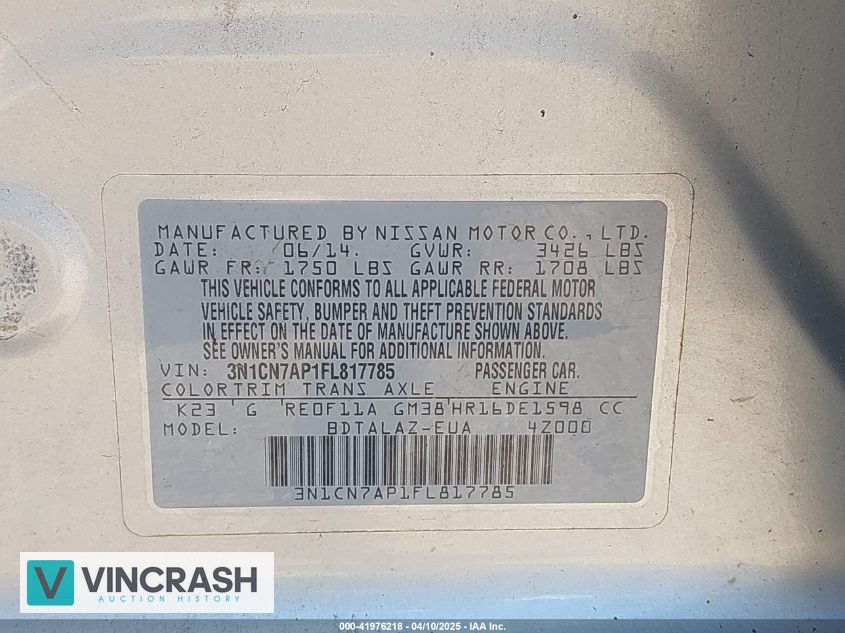 MANUFACTURED BY NISSAN MOTOR CO., LTD.
DATE: 06/14. GVWR: 3426 LBS
GAWR FR: 1750 LBS GAWR RR: 1708 LBS
THIS VEHICLE CONFORMS TO ALL APPLICABLE FEDERAL MOTOR
VEHICLE SAFETY, BUMPER AND THEFT PREVENTION STANDARDS
IN EFFECT ON THE DATE OF MANUFACTURE SHOWN ABOVE.
SEE OWNER'S MANUAL FOR ADDITIONAL INFORMATION.
VIN: 3N1CN7AP1FL817785 PASSENGER CAR.
COLOR TRIM TRANS AXLE ENGINE
K23 G RE0F11A GM38 HR16DE1598 CC
MODEL: BDTALAZ-EUA 4Z000
3N1CN7AP1FL817785
V VINCRASH
AUCTION HISTORY
000-41976218 - 04/10/2025 - IAA Inc.